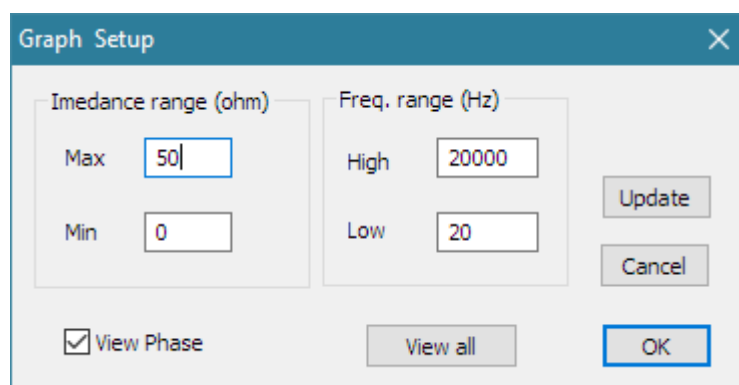 Graph Setup
Imedance range (ohm)
Max 50
Min 0
Freq. range (Hz)
High 20000
Low 20
Update
Cancel
View Phase
View all
OK